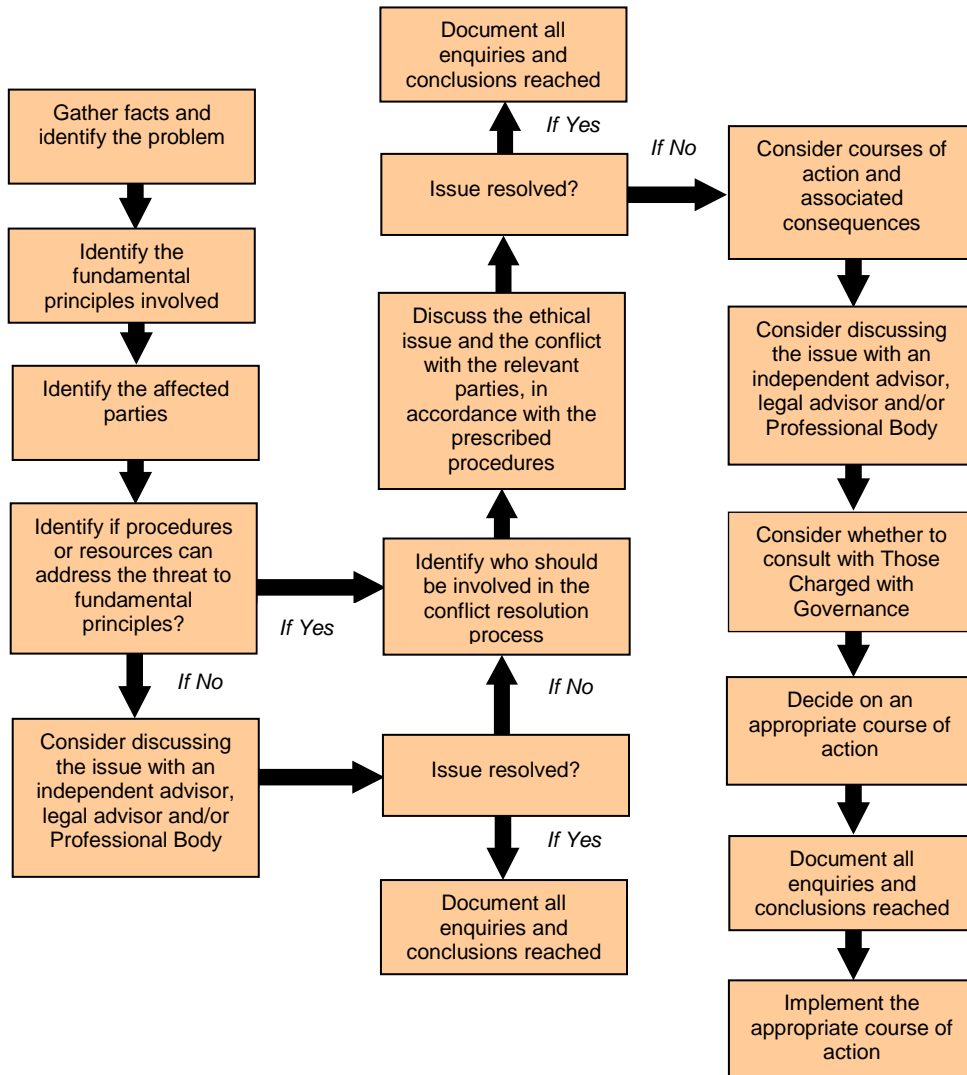 Gather facts and
identify the problem
Identify the
fundamental
principles involved
Identify the affected
parties
Identify if procedures
or resources can
address the threat to
fundamental
principles?
If Yes
If No
Consider discussing
the issue with an
independent advisor,
legal advisor and/or
Professional Body
Document all
enquiries and
conclusions reached
If Yes
Issue resolved?
If No
Discuss the ethical
issue and the conflict
with the relevant
parties, in
accordance with the
prescribed
procedures
Identify who should
be involved in the
conflict resolution
process
If No
Issue resolved?
If Yes
Document all
enquiries and
conclusions reached
Consider courses of
action and
associated
consequences
Consider discussing
the issue with an
independent advisor,
legal advisor and/or
Professional Body
Consider whether to
consult with Those
Charged with
Governance
Decide on an
appropriate course of
action
Document all
enquiries and
conclusions reached
Implement the
appropriate course of
action